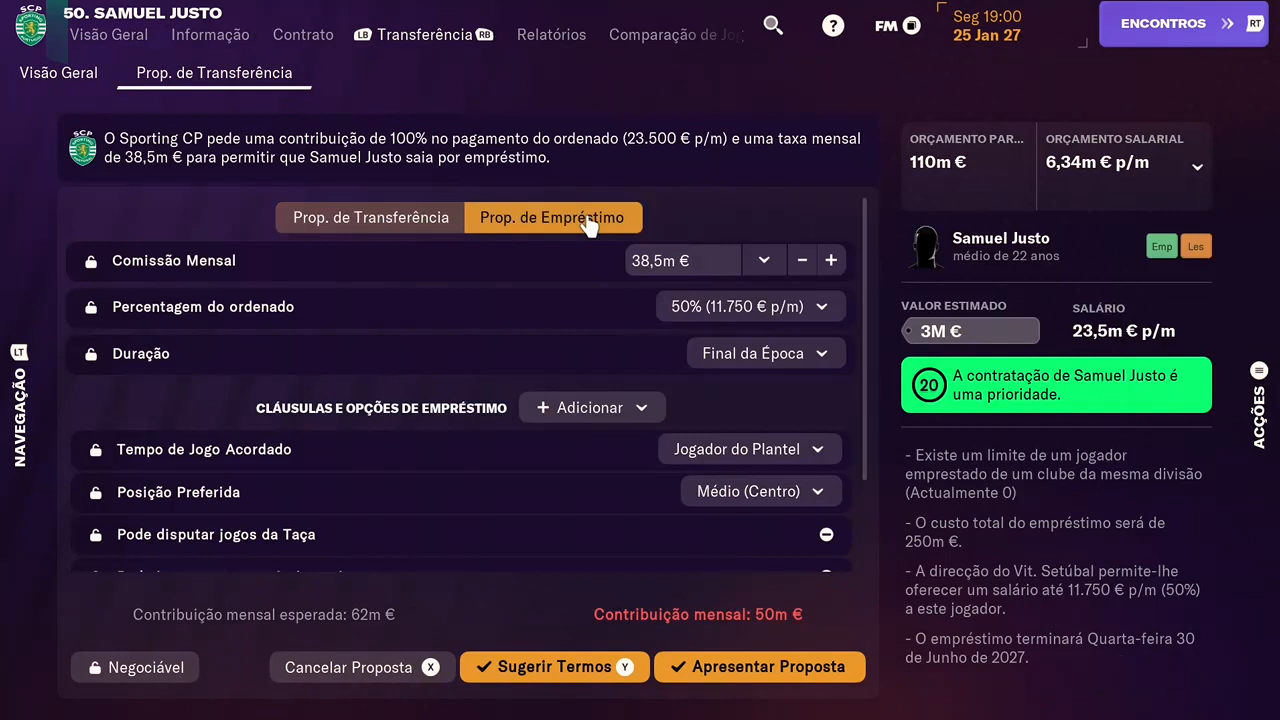 50. SAMUEL JUSTO
Visão Geral
Informação
Contrato
LB Transferência RB
Relatórios
Comparação de Jog
?
FM
Seg 19:00
25 Jan 27
ENCONTROS RT
Visão Geral
Prop. de Transferência
O Sporting CP pede uma contribuição de 100% no pagamento do ordenado (23.500 € p/m) e uma taxa mensal
de 38,5m € para permitir que Samuel Justo saia por empréstimo.
Prop. de Transferência
Prop. de Empréstimo
Comissão Mensal
38,5m €
Percentagem do ordenado
50% (11.750 € p/m)
Duração
Final da Época
CLÁUSULAS E OPÇÕES DE EMPRÉSTIMO
+ Adicionar
Tempo de Jogo Acordado
Jogador do Plantel
Posição Preferida
Médio (Centro)
Pode disputar jogos da Taça
Contribuição mensal esperada: 62m €
Contribuição mensal: 50m €
Negociável
Cancelar Proposta X
Sugerir Termos Y
Apresentar Proposta
ORÇAMENTO PAR...
110m €
ORÇAMENTO SALARIAL
6,34m € p/m
Samuel Justo
médio de 22 anos
Emp
Les
VALOR ESTIMADO
3M €
SALÁRIO
23,5m € p/m
20
A contratação de Samuel Justo é
uma prioridade.
- Existe um limite de um jogador
emprestado de um clube da mesma divisão
(Actualmente 0)
- O custo total do empréstimo será de
250m €.
- A direcção do Vit. Setúbal permite-lhe
oferecer um salário até 11.750 € p/m (50%)
a este jogador.
- O empréstimo terminará Quarta-feira 30
de Junho de 2027.
LT
NAVEGAÇÃO
ACÇÕES
SCP
SCP